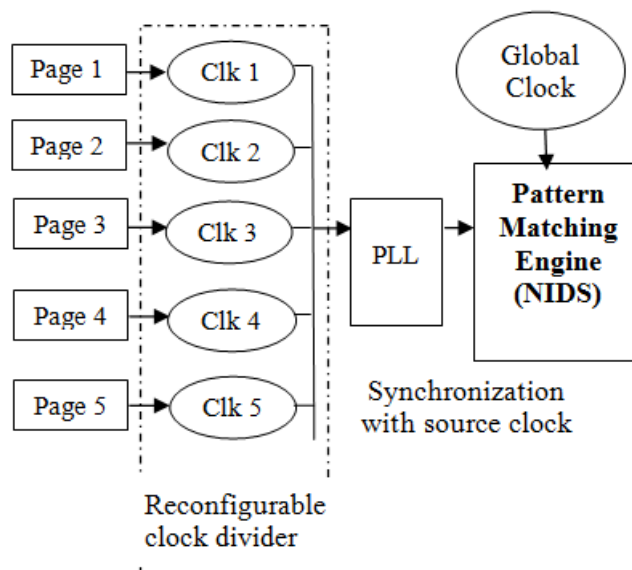 Page 1
Clk 1
Page 2
Clk 2
Page 3
Clk 3
Page 4
Clk 4
Page 5
Clk 5
Reconfigurable
clock divider
PLL
Synchronization
with source clock
Global
Clock
Pattern
Matching
Engine
(NIDS)